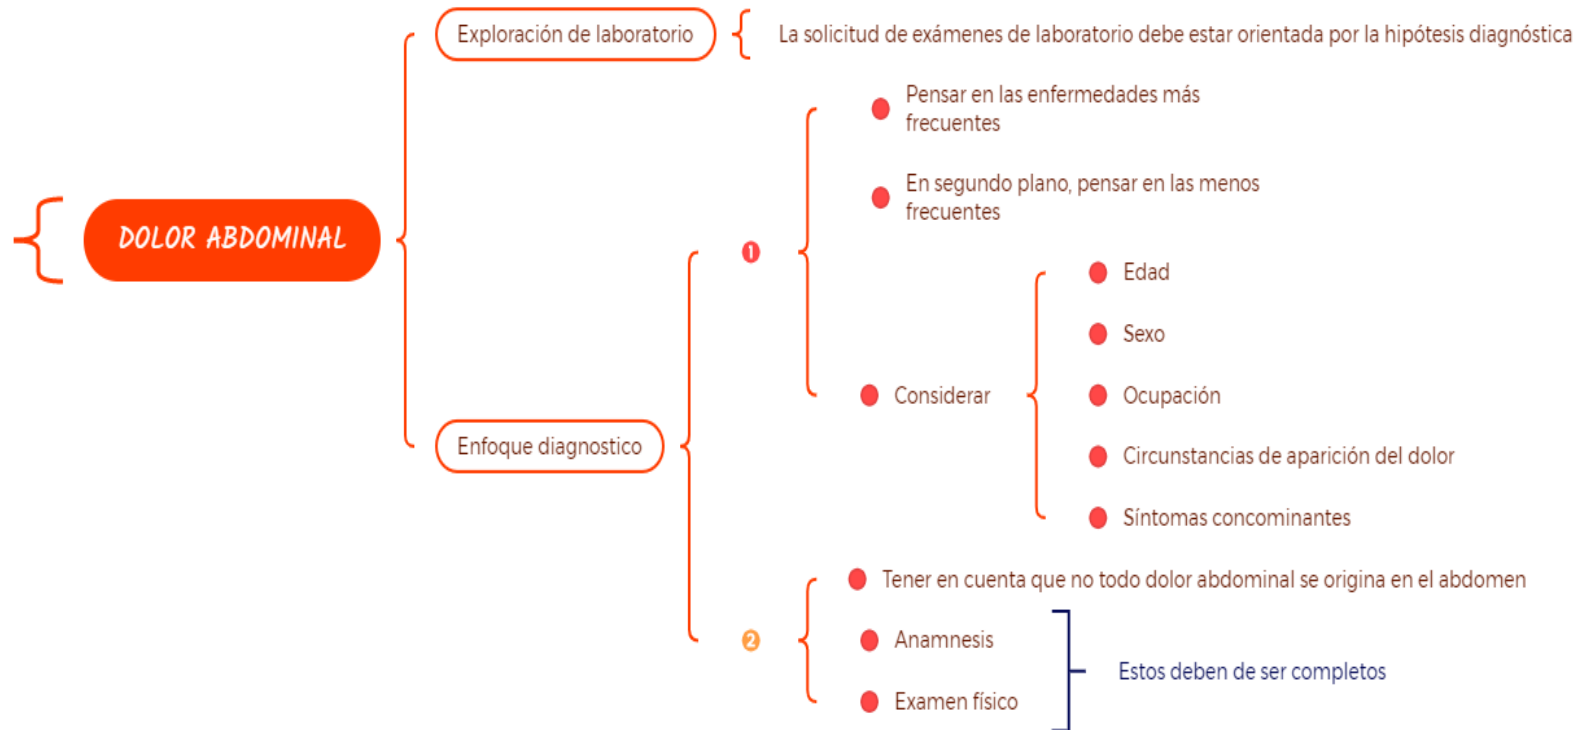 Exploración de laboratorio
La solicitud de exámenes de laboratorio debe estar orientada por la hipótesis diagnóstica
DOLOR ABDOMINAL
Enfoque diagnostico
1
Pensar en las enfermedades más
frecuentes
En segundo plano, pensar en las menos
frecuentes
Considerar
Edad
Sexo
Ocupación
Circunstancias de aparición del dolor
Síntomas concominantes
2
Tener en cuenta que no todo dolor abdominal se origina en el abdomen
Anamnesis
Examen físico
Estos deben de ser completos